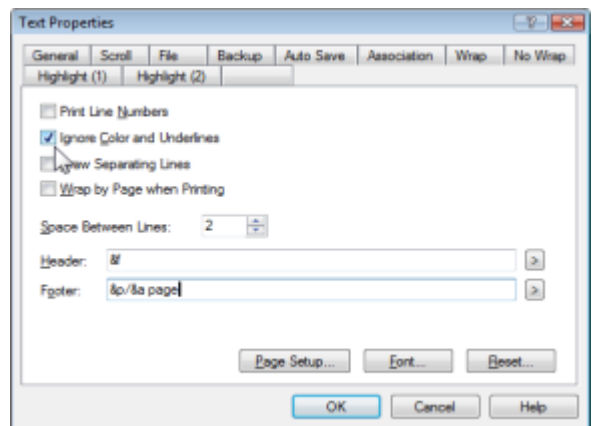 Text Properties
General Scroll File Backup Auto Save Association Wrap No Wrap
Highlight (1) Highlight (2)
Print Line Numbers
Ignore Color and Underlines
Separating Lines
Wrap by Page when Printing
Space Between Lines: 2
Header: &f >
Footer: &p/&a page >
Page Setup... Font... Reset...
OK Cancel Help